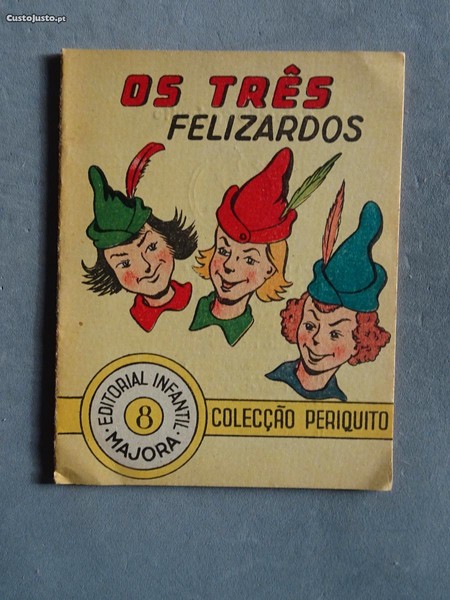 CustoJusto.pt
OS TRÊS
FELIZARDOS
EDITORIAL INFANTIL
8
MAJORA
COLECÇÃO PERIQUITO